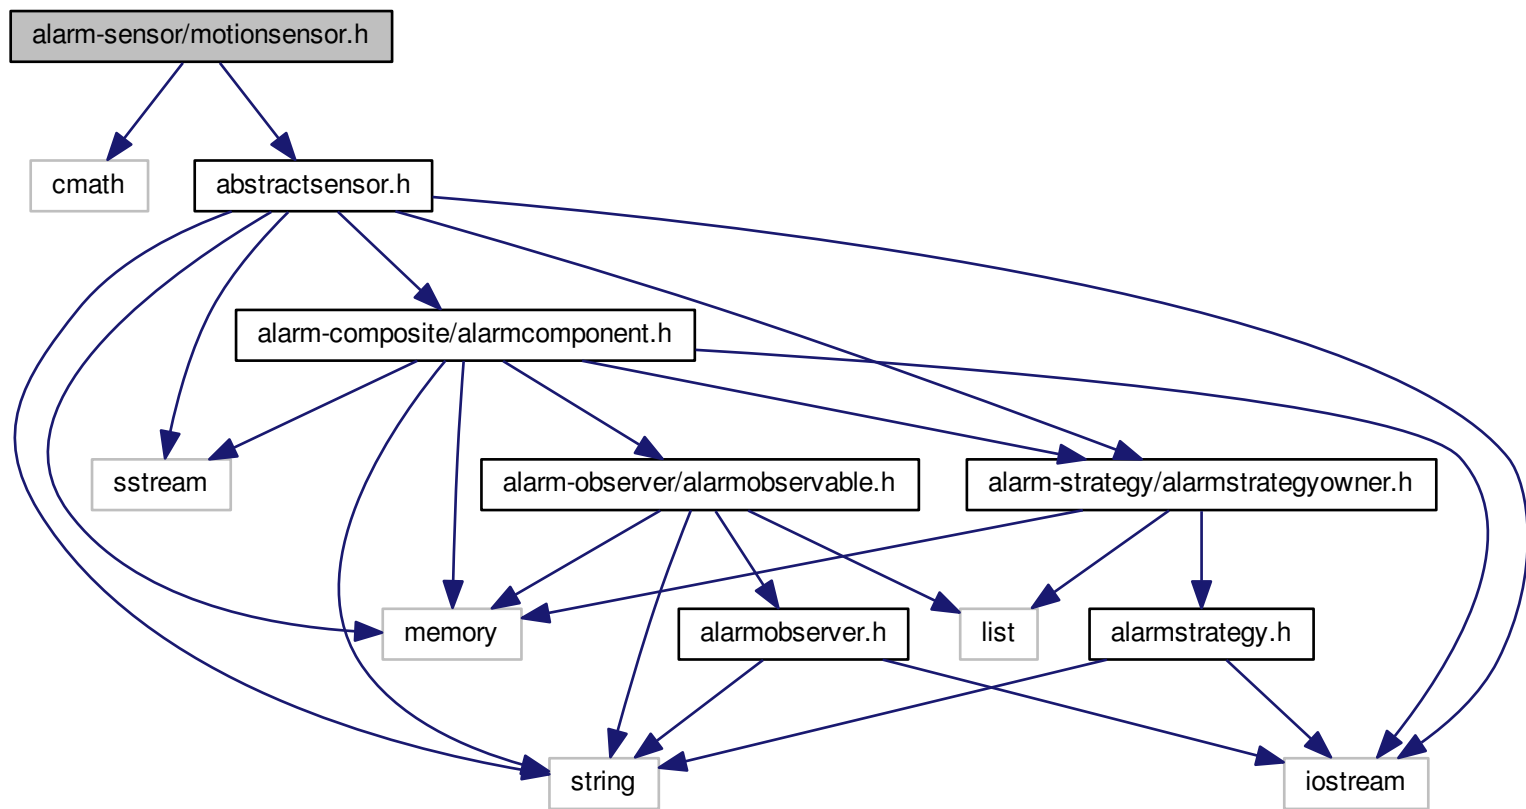 alarm-sensor/motionsensor.h
cmath
abstractsensor.h
alarm-composite/alarmcomponent.h
sstream
alarm-observer/alarmobservable.h
alarm-strategy/alarmstrategyowner.h
memory
alarmobserver.h
list
alarmstrategy.h
string
iostream